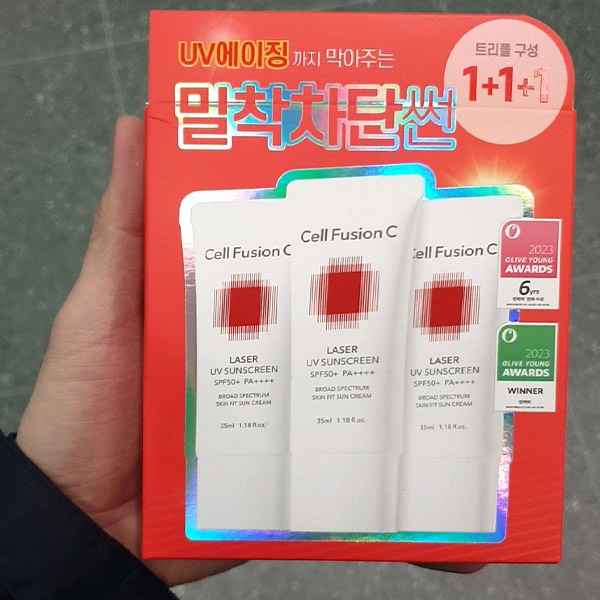 UV에이징까지 막아주는
밀착차단썬
트리플 구성
1+1+1
Cell Fusion C
LASER
UV SUNSCREEN
SPF50+ PA++++
BROAD SPECTRUM
SKIN FIT SUN CREAM
35ml 1.18 fl.oz.
Cell Fusion C
LASER
UV SUNSCREEN
SPF50+ PA++++
BROAD SPECTRUM
SKIN FIT SUN CREAM
35ml 1.18 fl.oz.
Cell Fusion C
LASER
UV SUNSCREEN
SPF50+ PA++++
BROAD SPECTRUM
SKIN FIT SUN CREAM
35ml 1.18 fl.oz.
2023
OLIVE YOUNG
AWARDS
6yrs
2023
OLIVE YOUNG
AWARDS
WINNER